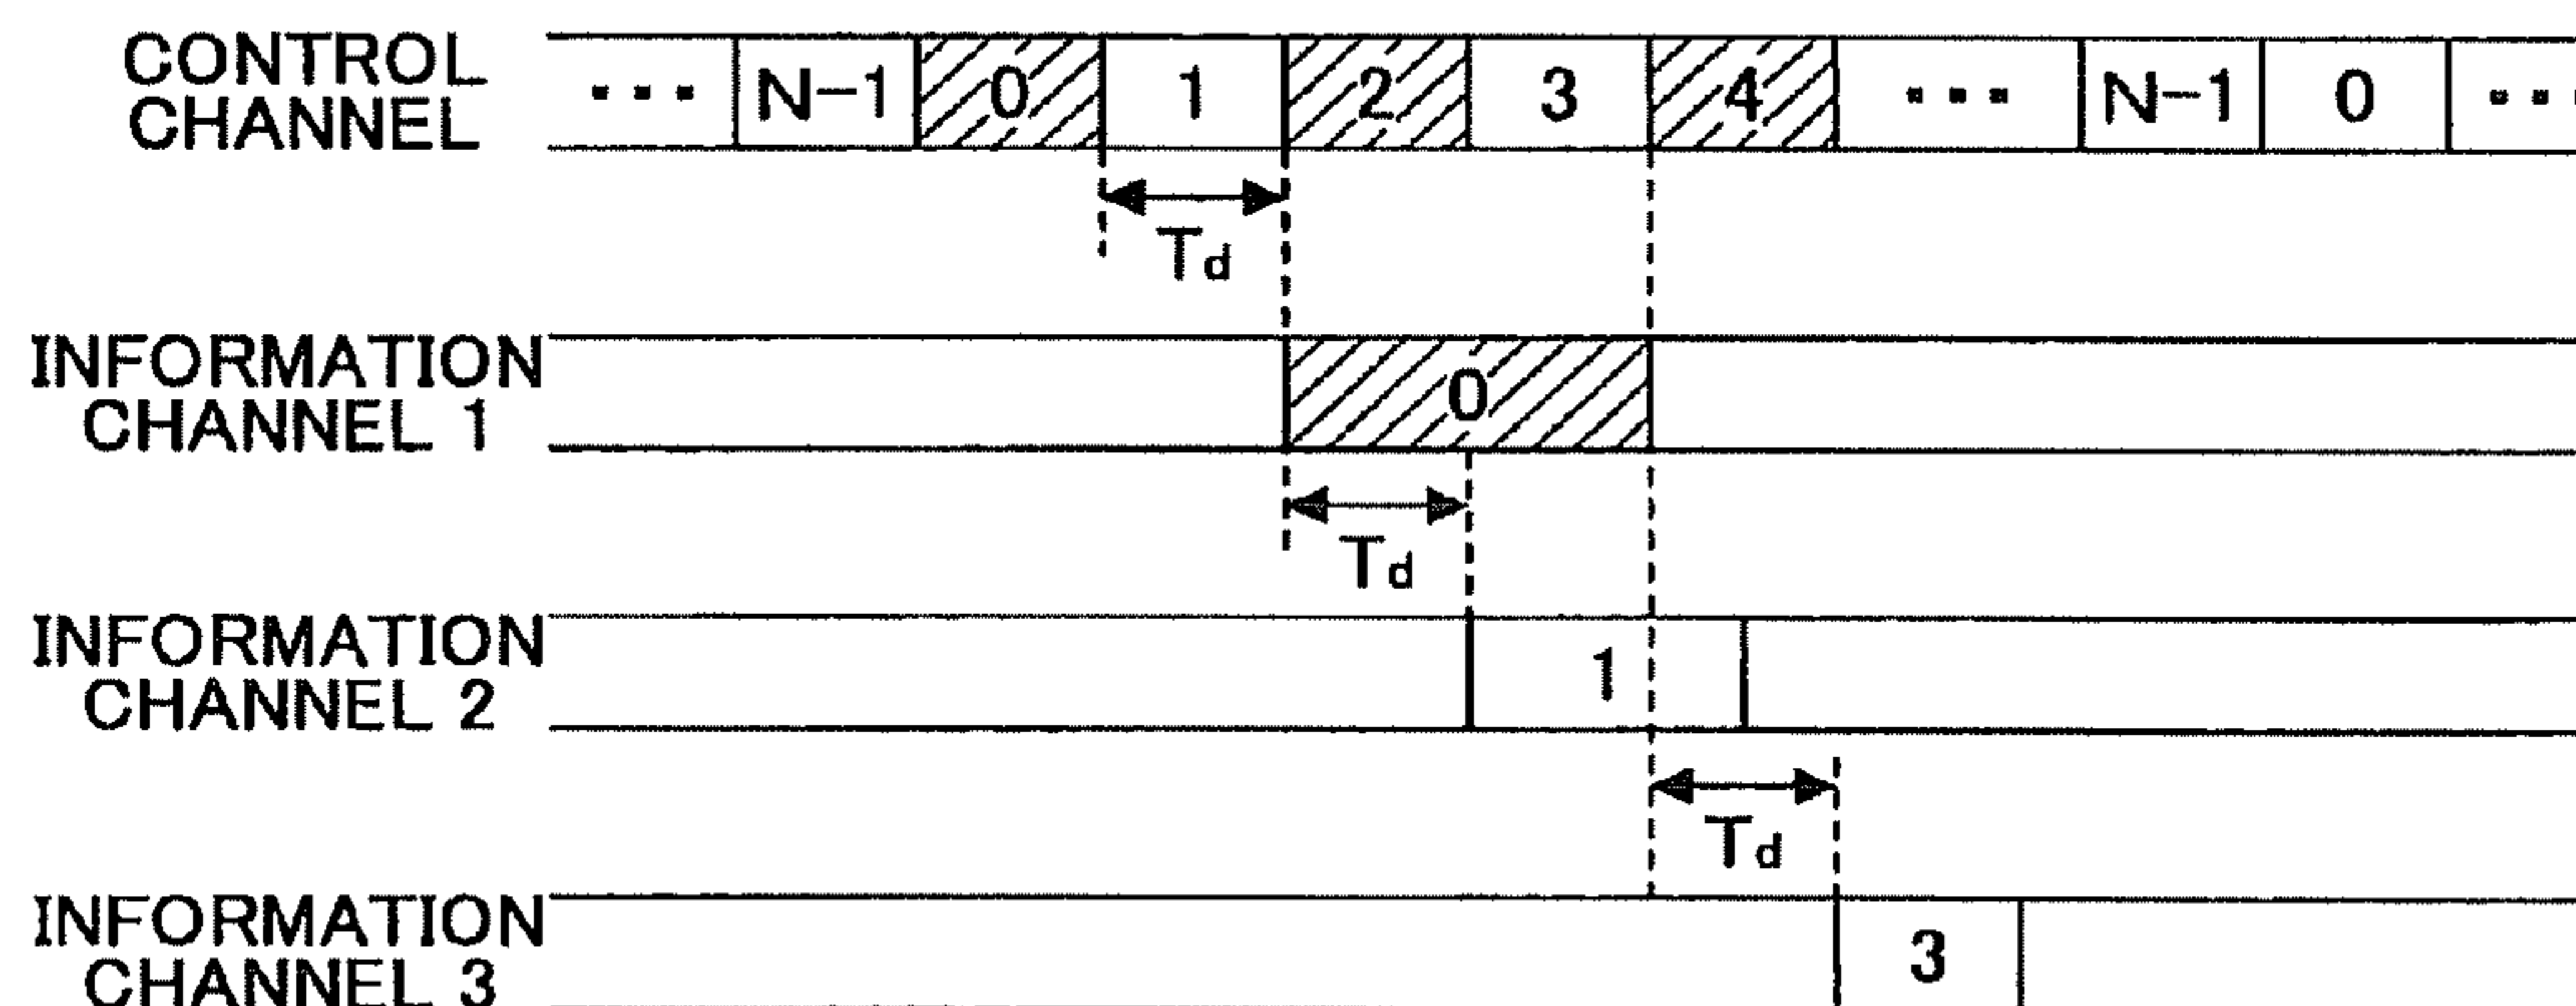 CONTROL
CHANNEL
... N-1 0 1 2 3 4 ... N-1 0 ...
Td
INFORMATION
CHANNEL 1
0
Td
INFORMATION
CHANNEL 2
1
Td
INFORMATION
CHANNEL 3
3